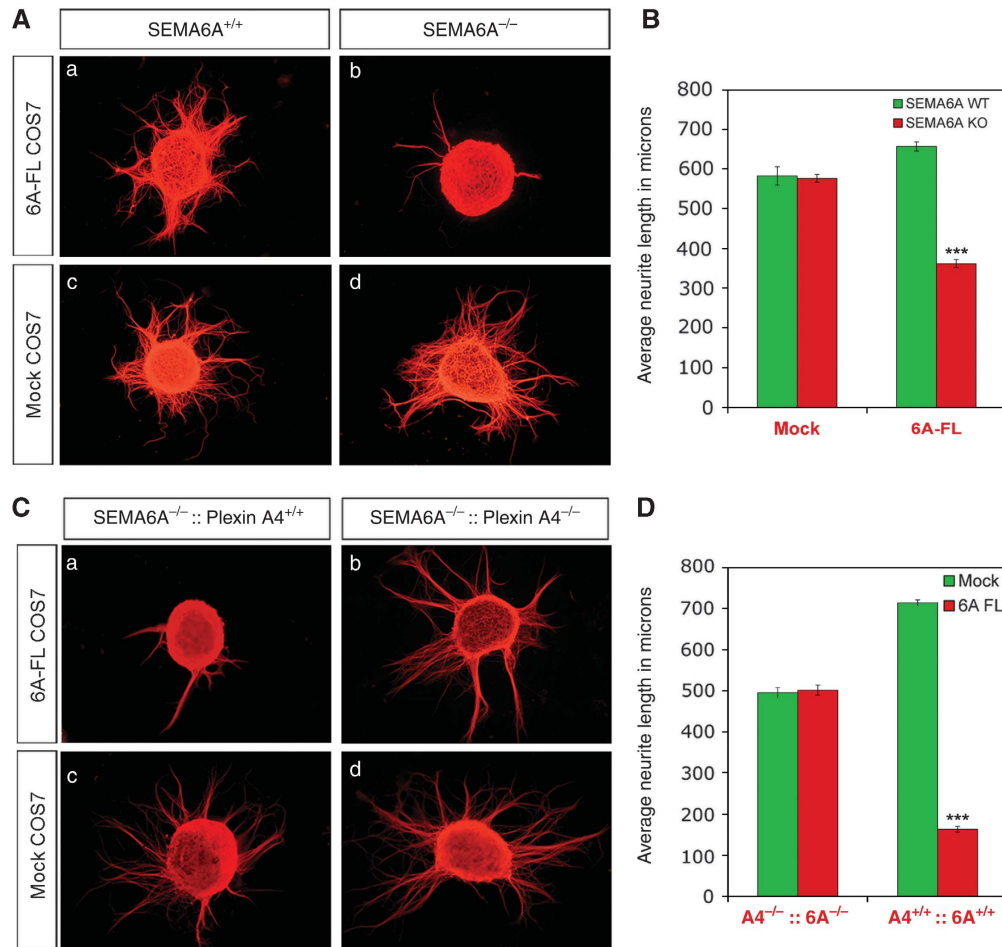 A
SEMA6A+/+
SEMA6A−/−
6A-FL COS7
a
b
Mock COS7
c
d
B
SEMA6A WT
SEMA6A KO
Average neurite length in microns
800
700
600
500
400
300
200
100
0
***
Mock
6A-FL
C
SEMA6A−/− :: Plexin A4+/+
SEMA6A−/− :: Plexin A4−/−
6A-FL COS7
a
b
Mock COS7
c
d
D
Mock
6A FL
Average neurite length in microns
800
700
600
500
400
300
200
100
0
***
A4−/− :: 6A−/−
A4+/+ :: 6A+/+